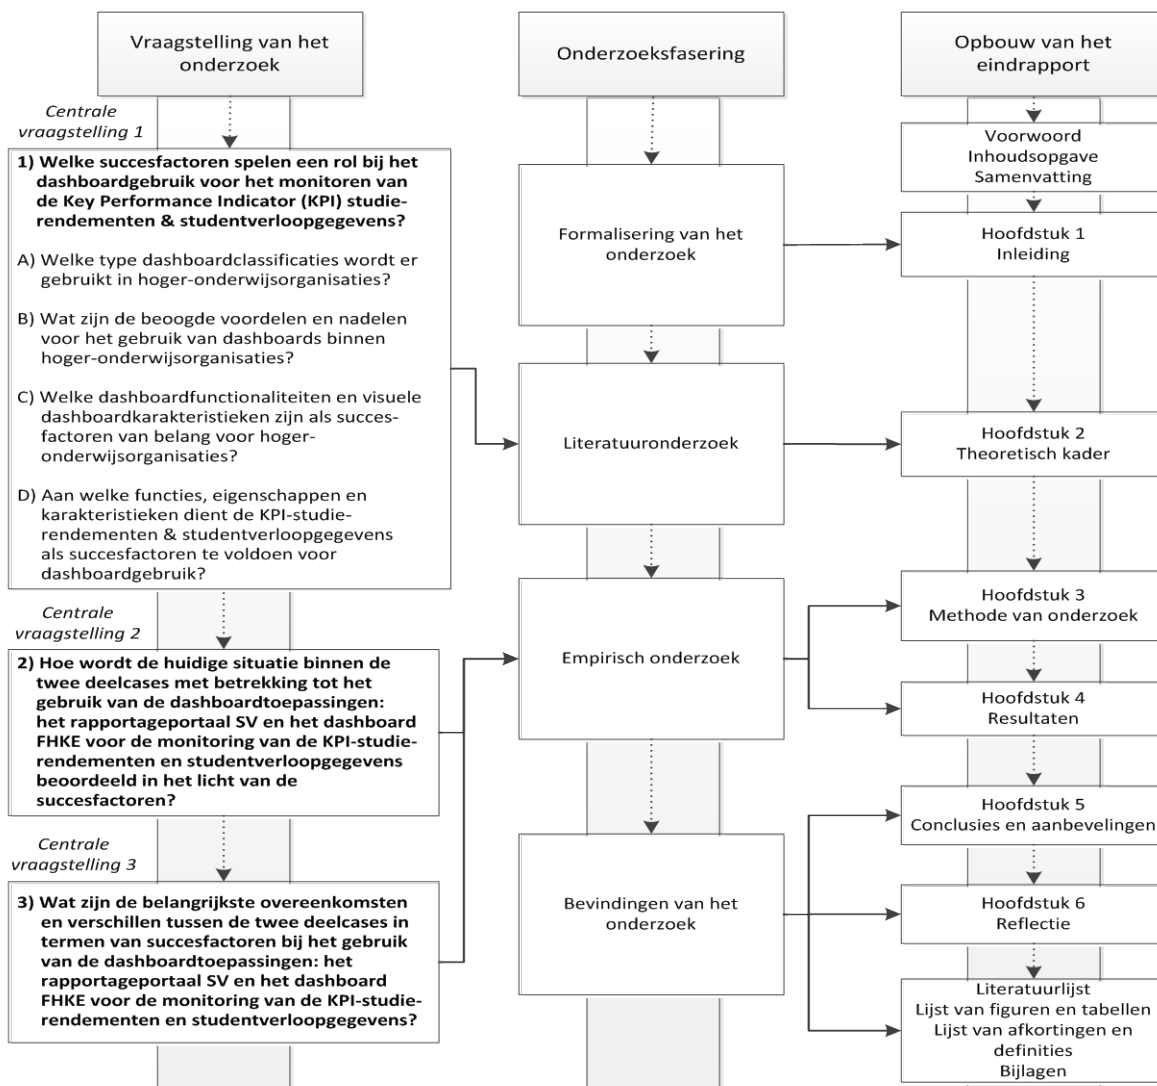 Vraagstelling van het
onderzoek
Centrale
vraagstelling 1
1) Welke succesfactoren spelen een rol bij het
dashboardgebruik voor het monitoren van
de Key Performance Indicator (KPI) studie-
rendementen & studentverloopgegevens?
A) Welke type dashboardclassificaties wordt er
gebruikt in hoger-onderwijsorganisaties?
B) Wat zijn de beoogde voordelen en nadelen
voor het gebruik van dashboards binnen
hoger-onderwijsorganisaties?
C) Welke dashboardfunctionaliteiten en visuele
dashboardkarakteristieken zijn als succes-
factoren van belang voor hoger-
onderwijsorganisaties?
D) Aan welke functies, eigenschappen en
karakteristieken dient de KPI-studie-
rendementen & studentverloopgegevens
als succesfactoren te voldoen voor
dashboardgebruik?
Centrale
vraagstelling 2
2) Hoe wordt de huidige situatie binnen de
twee deelcases met betrekking tot het
gebruik van de dashboardtoepassingen:
het rapportageportaal SV en het dashboard
FHKE voor de monitoring van de KPI-studie-
rendementen en studentverloopgegevens
beoordeeld in het licht van de
succesfactoren?
Centrale
vraagstelling 3
3) Wat zijn de belangrijkste overeenkomsten
en verschillen tussen de twee deelcases in
termen van succesfactoren bij het gebruik
van de dashboardtoepassingen: het
rapportageportaal SV en het dashboard
FHKE voor de monitoring van de KPI-studie-
rendementen en studentverloopgegevens?
Onderzoeksfasering
Formalisering van het
onderzoek
Literatuuronderzoek
Empirisch onderzoek
Bevindingen van het
onderzoek
Opbouw van het
eindrapport
Voorwoord
Inhoudsopgave
Samenvatting
Hoofdstuk 1
Inleiding
Hoofdstuk 2
Theoretisch kader
Hoofdstuk 3
Methode van onderzoek
Hoofdstuk 4
Resultaten
Hoofdstuk 5
Conclusies en aanbevelingen
Hoofdstuk 6
Reflectie
Literatuurlijst
Lijst van figuren en tabellen
Lijst van afkortingen en
definities
Bijlagen